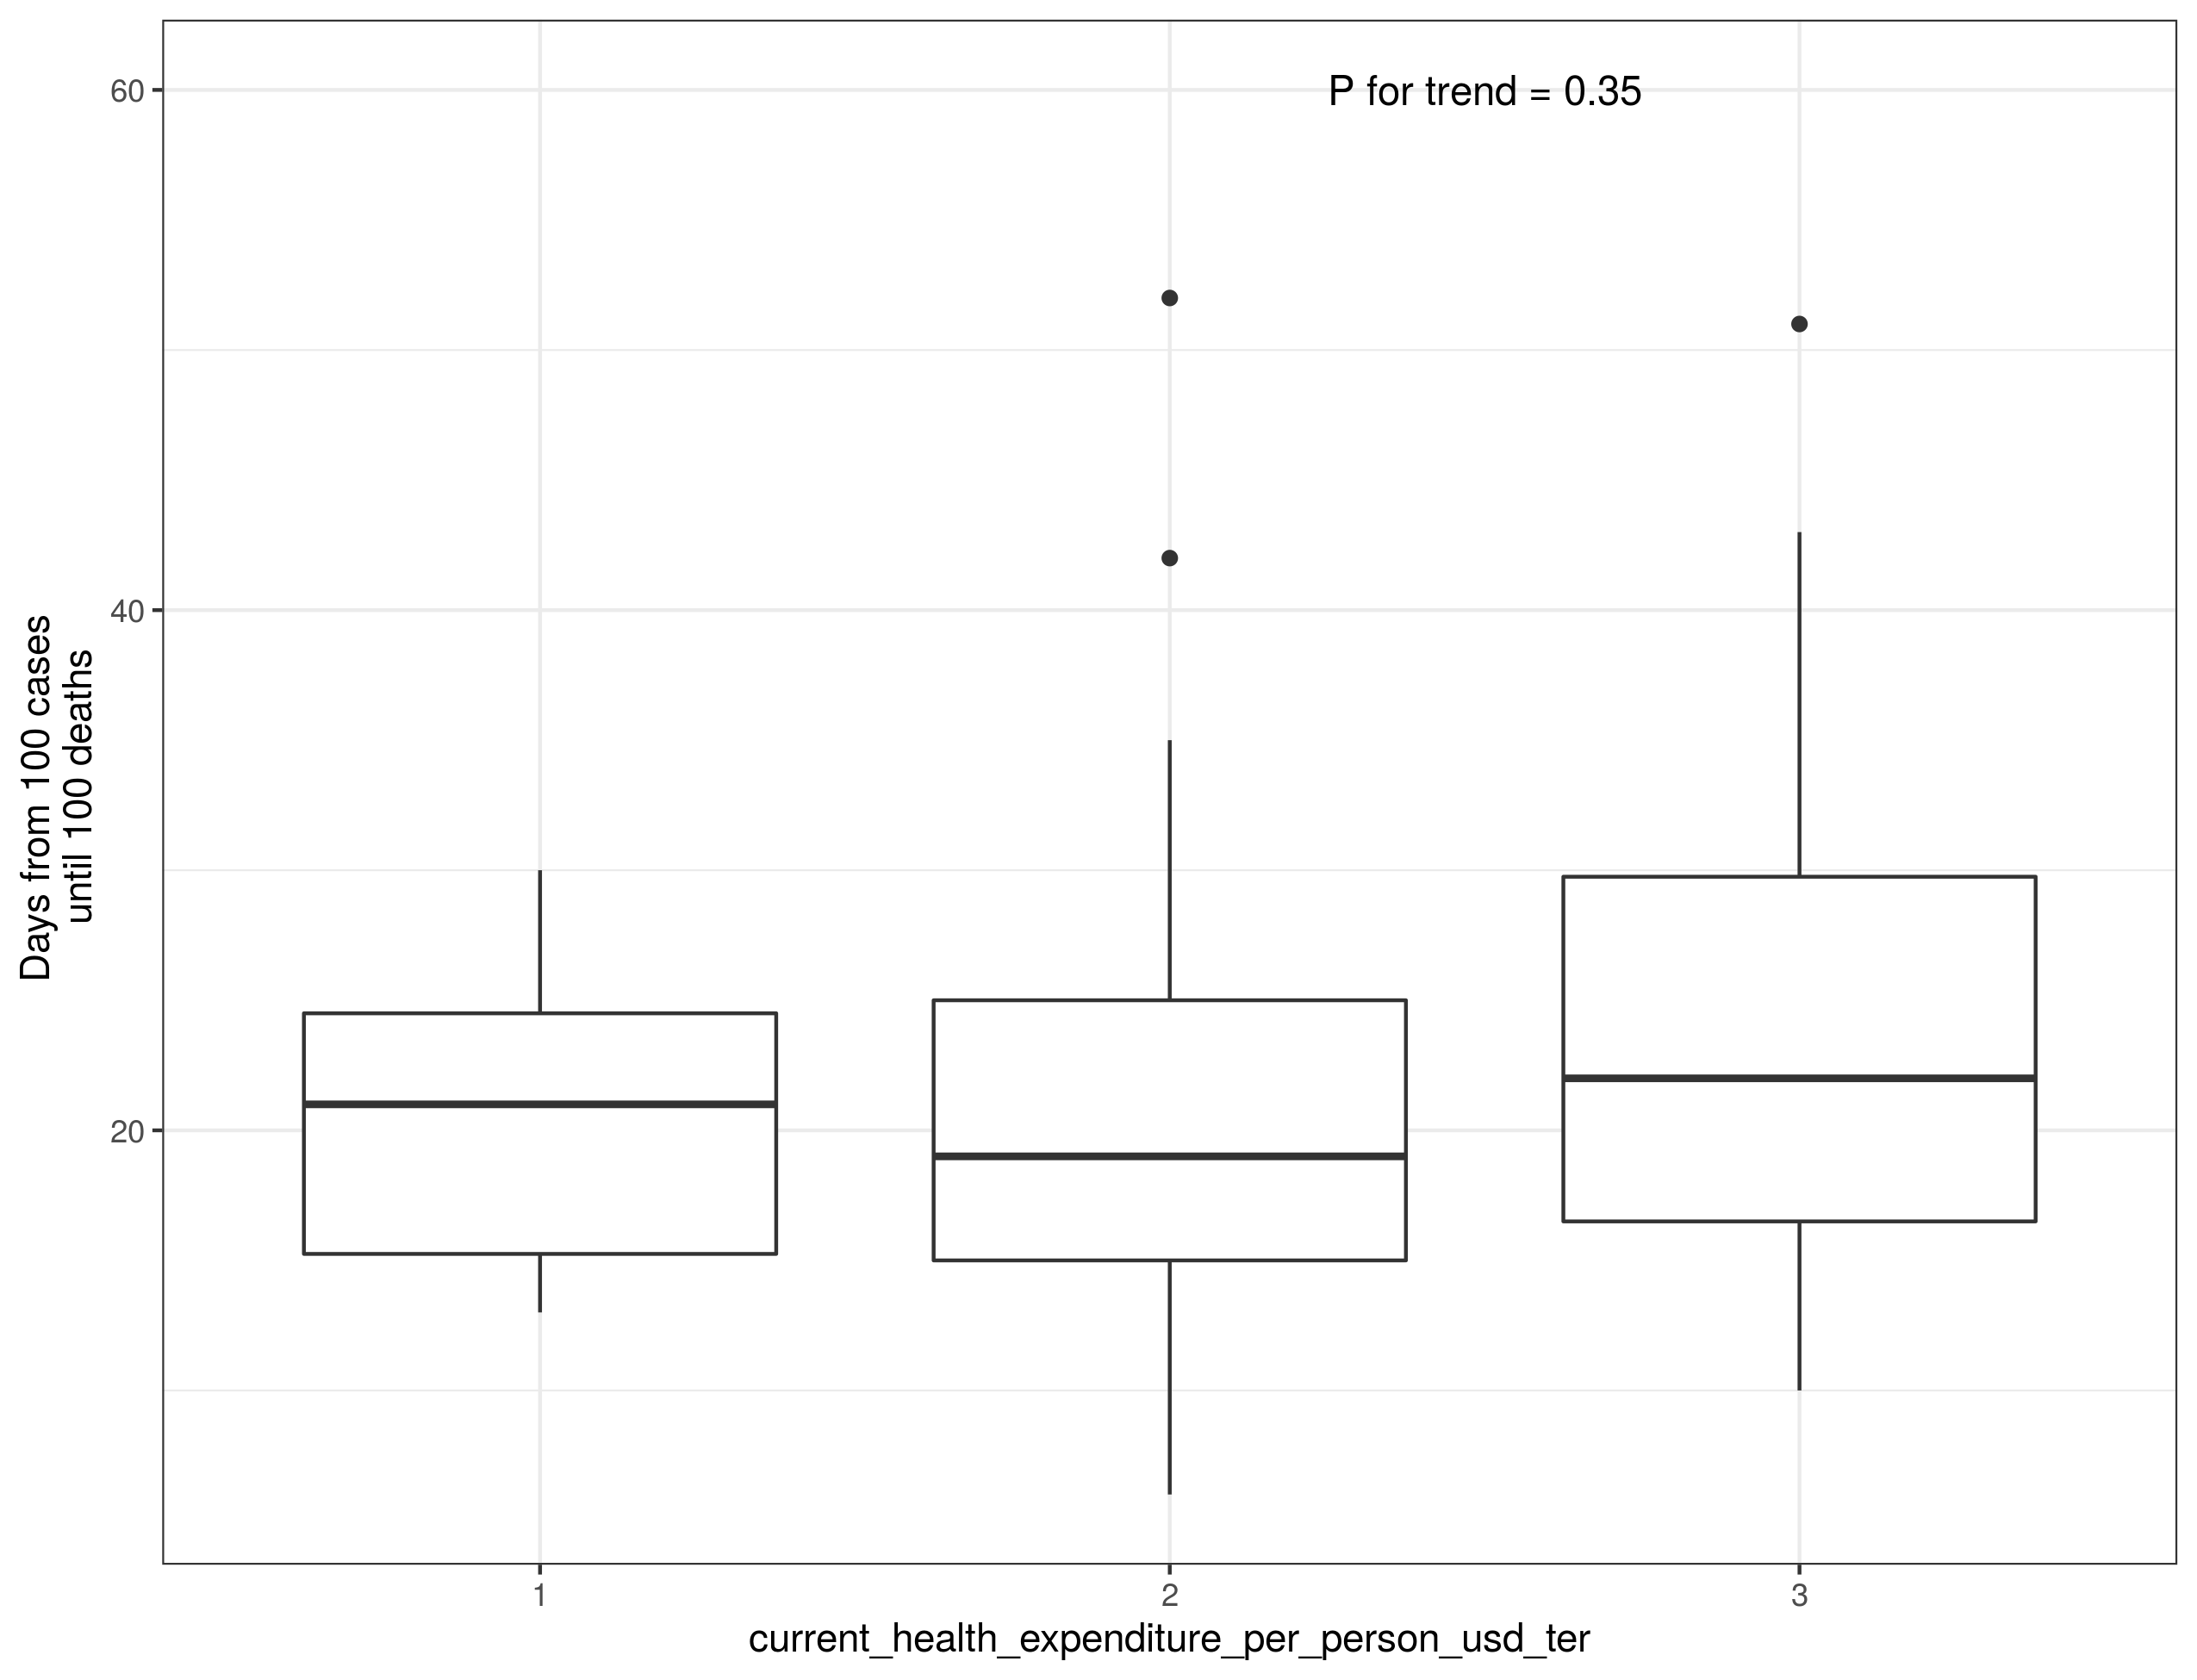 P for trend = 0.35
60
40
20
Days from 100 cases
until 100 deaths
1
2
3
current_health_expenditure_per_person_usd_ter